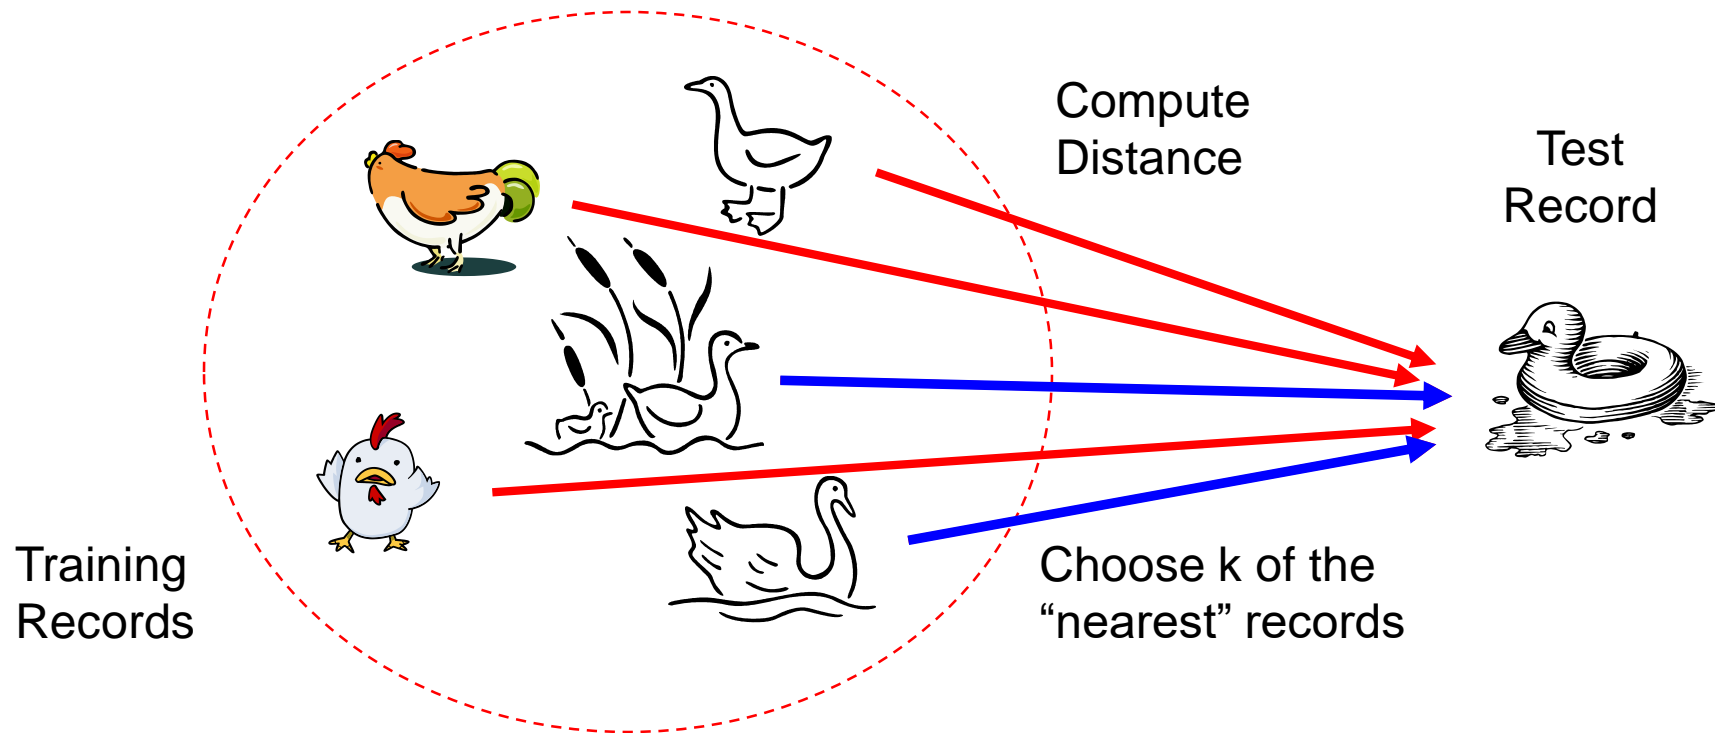 Compute
Distance
Test
Record
Training
Records
Choose k of the
“nearest” records